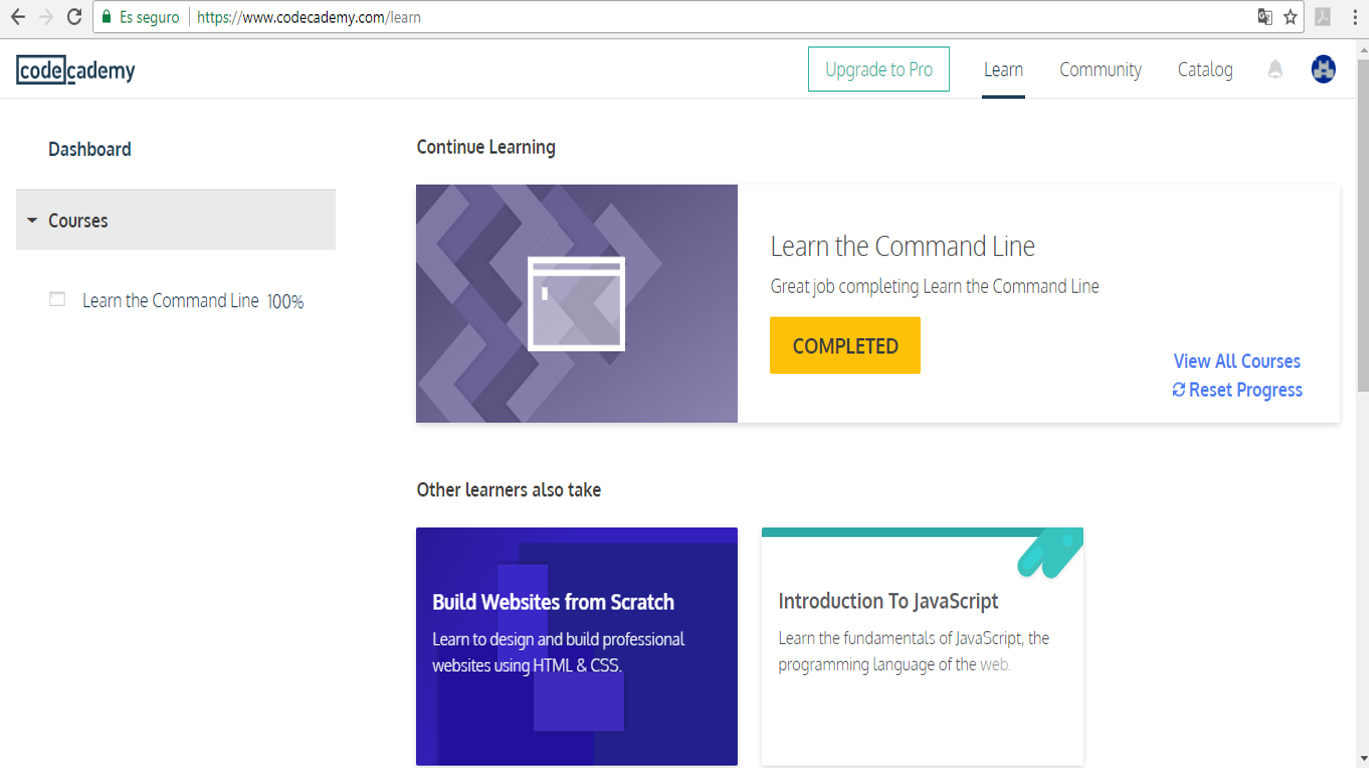 Es seguro https://www.codecademy.com/learn
codecademy
Upgrade to Pro Learn Community Catalog
Dashboard
Courses
Learn the Command Line 100%
Continue Learning
Learn the Command Line
Great job completing Learn the Command Line
COMPLETED
View All Courses
Reset Progress
Other learners also take
Build Websites from Scratch
Learn to design and build professional
websites using HTML & CSS.
Introduction To JavaScript
Learn the fundamentals of JavaScript, the
programming language of the web.